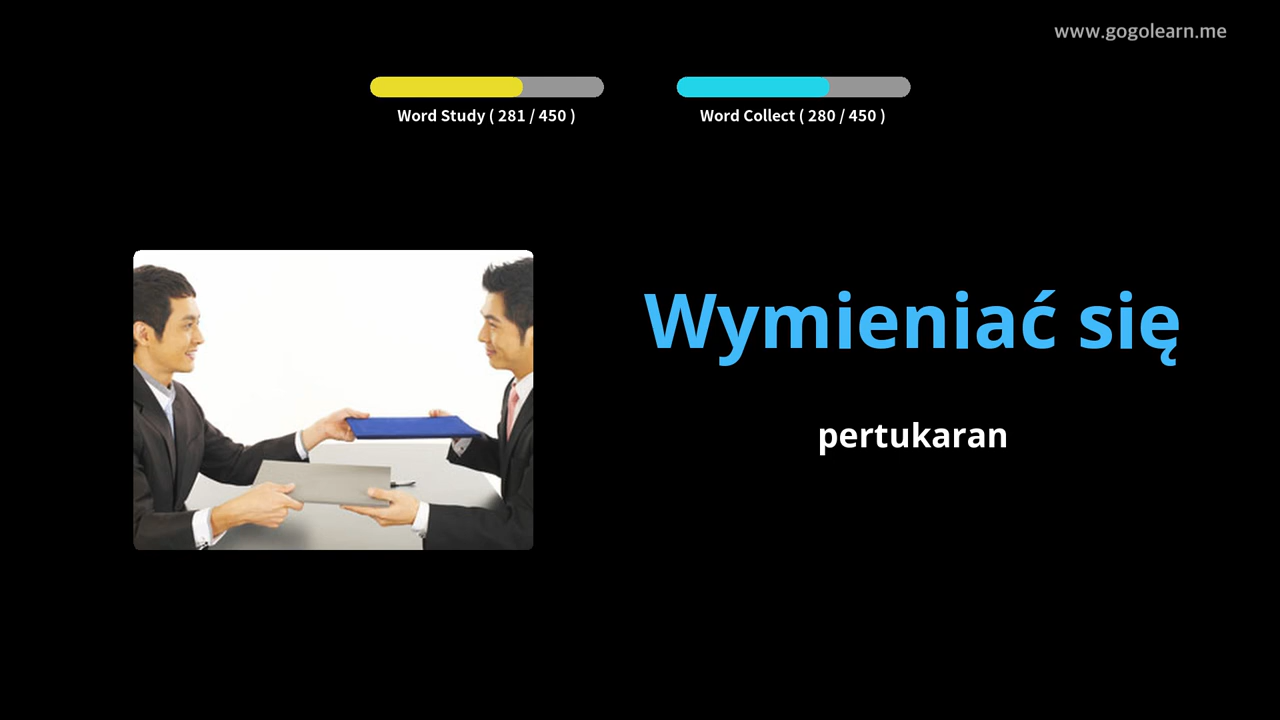 www.gogolearn.me
Word Study ( 281 / 450 )
Word Collect ( 280 / 450 )
Wymieniać się
pertukaran